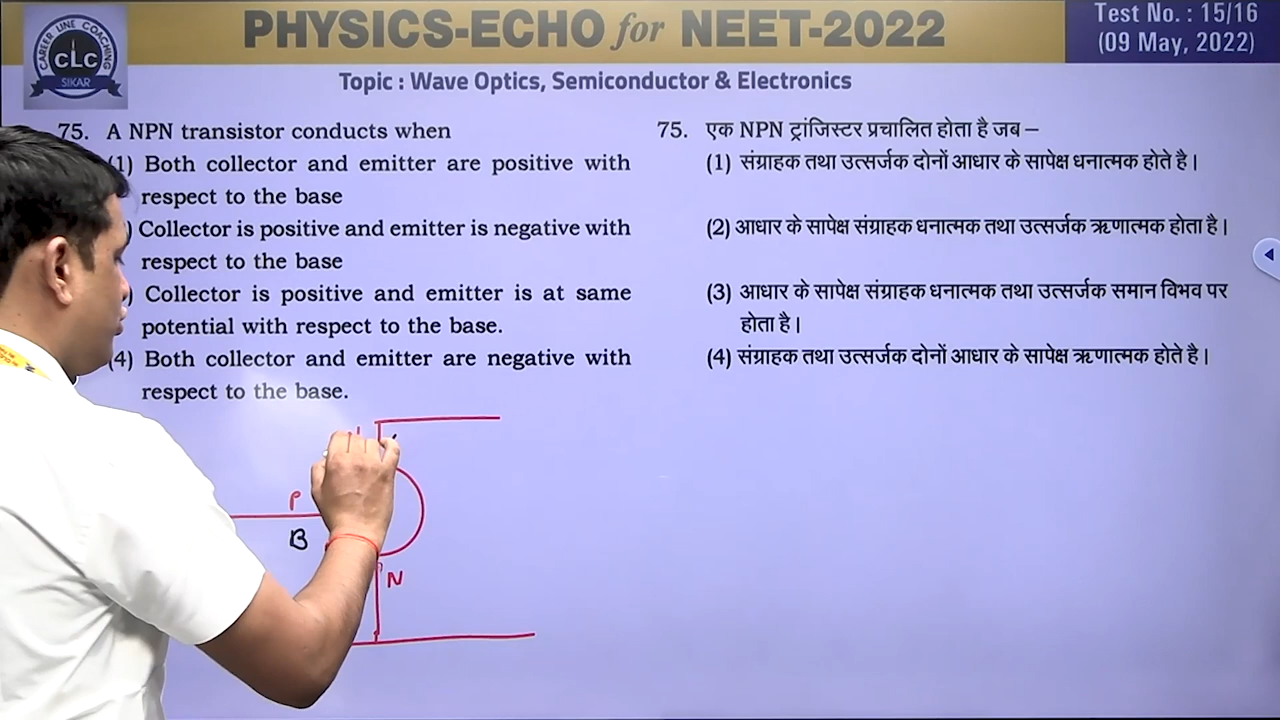 CAREER LINE COACHING
cLc
SIKAR
PHYSICS-ECHO for NEET-2022
Test No. : 15/16
(09 May, 2022)
Topic : Wave Optics, Semiconductor & Electronics
75. A NPN transistor conducts when
(1) Both collector and emitter are positive with
respect to the base
) Collector is positive and emitter is negative with
respect to the base
) Collector is positive and emitter is at same
potential with respect to the base.
(4) Both collector and emitter are negative with
respect to the base.
75. एक NPN ट्रांजिस्टर प्रचालित होता है जब –
(1) संग्राहक तथा उत्सर्जक दोनों आधार के सापेक्ष धनात्मक होते है।
(2) आधार के सापेक्ष संग्राहक धनात्मक तथा उत्सर्जक ऋणात्मक होता है।
(3) आधार के सापेक्ष संग्राहक धनात्मक तथा उत्सर्जक समान विभव पर
होता है।
(4) संग्राहक तथा उत्सर्जक दोनों आधार के सापेक्ष ऋणात्मक होते है।
P
B
N